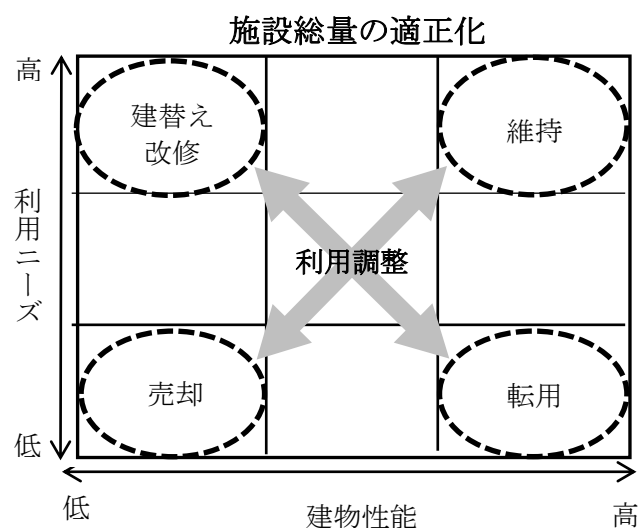 施設総量の適正化
高
建替え
改修
維持
利用ニーズ
利用調整
売却
転用
低
低
建物性能
高